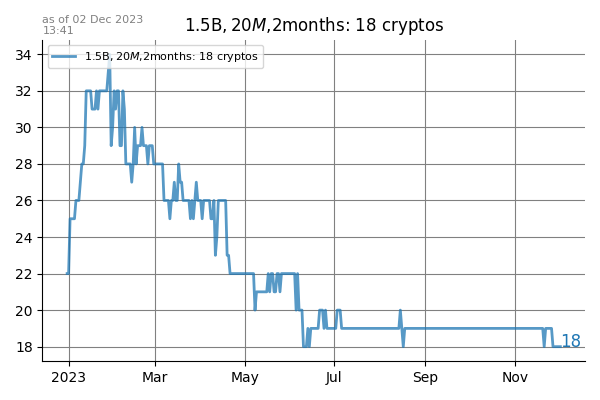 as of 02 Dec 2023
13:41
1.5B, 20M,2months: 18 cryptos
1.5B, 20M,2months: 18 cryptos
34
32
30
28
26
24
22
20
18
18
2023 Mar May Jul Sep Nov